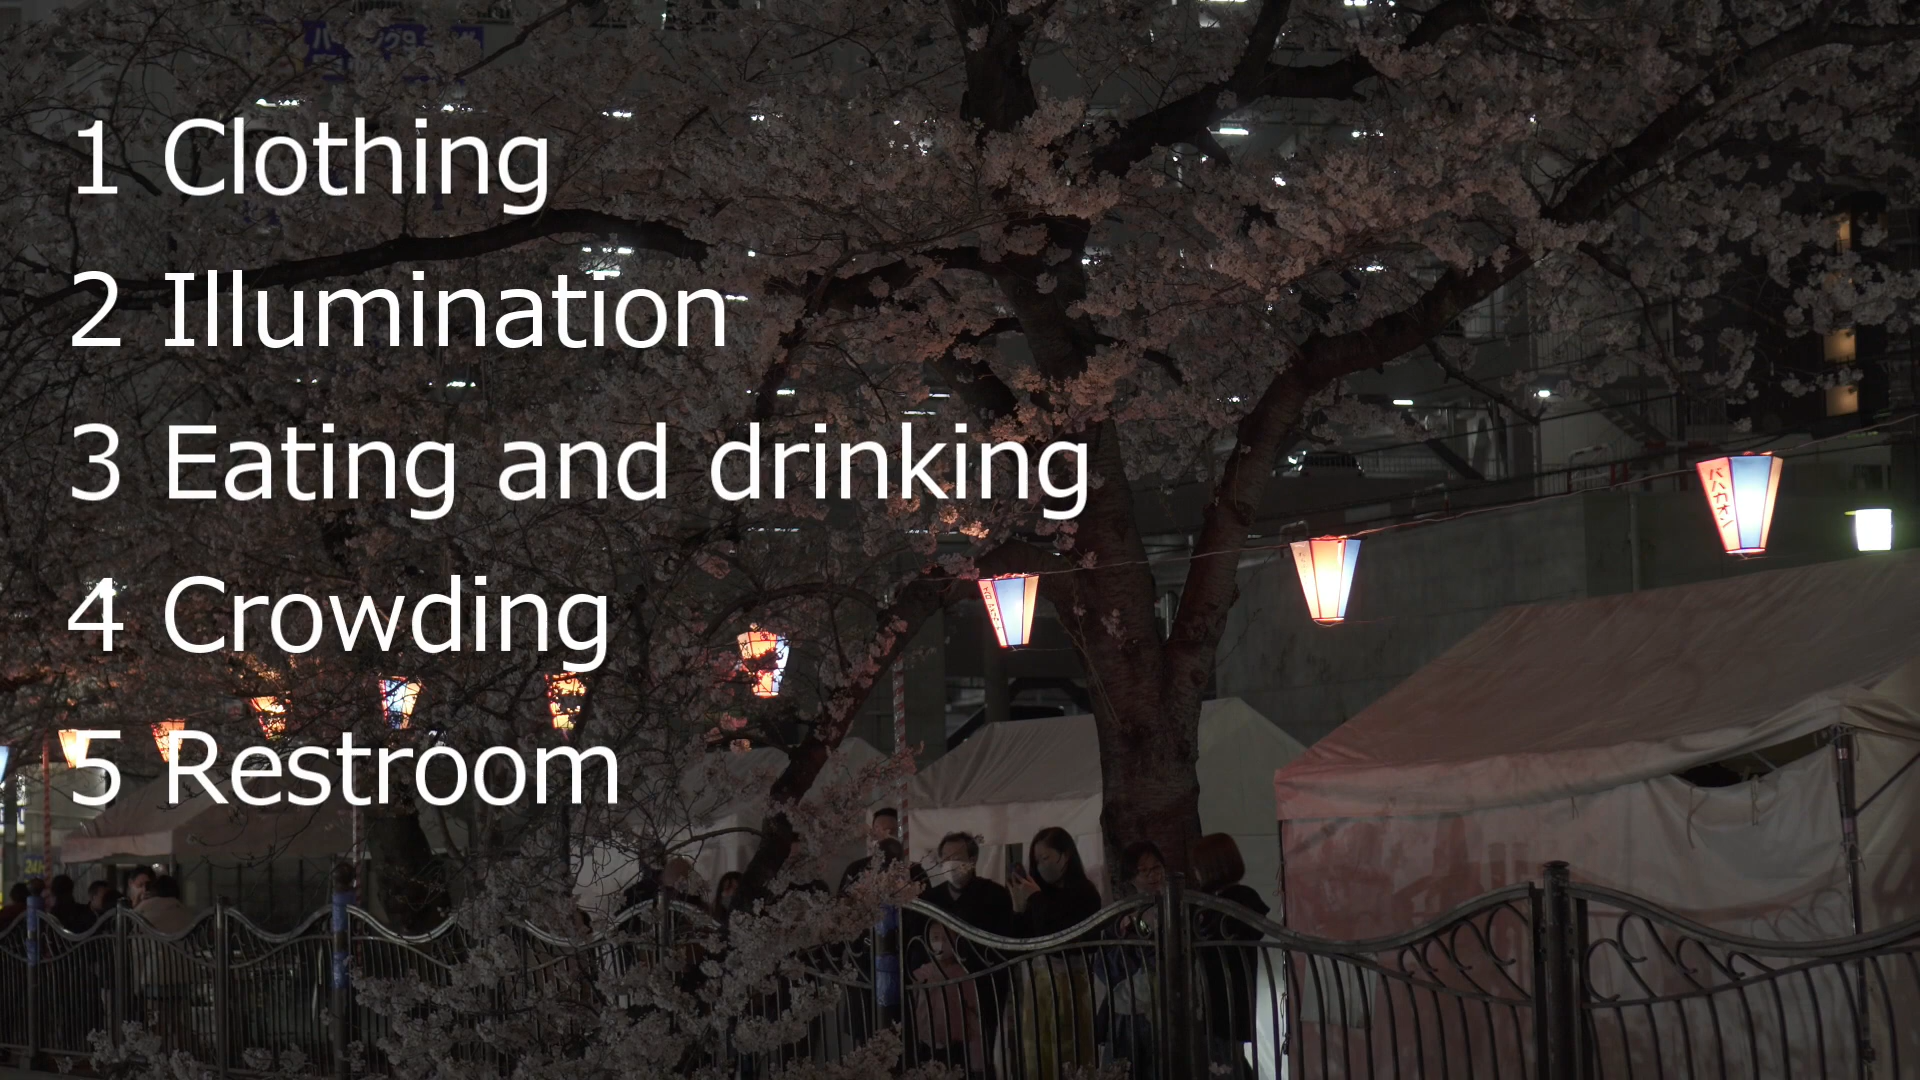 1 Clothing
2 Illumination
3 Eating and drinking
4 Crowding
5 Restroom